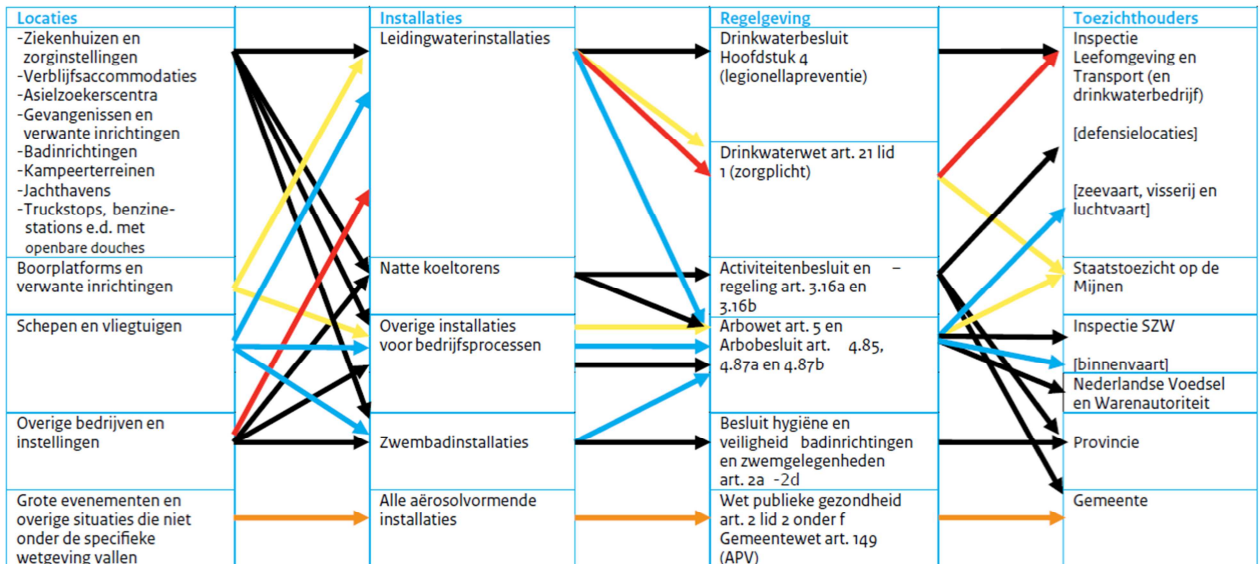 Locaties
-Ziekenhuizen en
zorginstellingen
-Verblijfsaccommodaties
-Asielzoekerscentra
-Gevangenissen en
verwante inrichtingen
-Badinrichtingen
-Kampeerterreinen
-Jachthavens
-Truckstops, benzine-
stations e.d. met
openbare douches
Boorplatforms en
verwante inrichtingen
Schepen en vliegtuigen
Overige bedrijven en
instellingen
Grote evenementen en
overige situaties die niet
onder de specifieke
wetgeving vallen
Installaties
Leidingwaterinstallaties
Natte koeltorens
Overige installaties
voor bedrijfsprocessen
Zwembadinstallaties
Alle aërosolvormende
installaties
Regelgeving
Drinkwaterbesluit
Hoofdstuk 4
(legionellapreventie)
Drinkwaterwet art. 21 lid
1 (zorgplicht)
Activiteitenbesluit en –
regeling art. 3.16a en
3.16b
Arbowet art. 5 en
Arbobesluit art. 4.85,
4.87a en 4.87b
Besluit hygiëne en
veiligheid badinrichtingen
en zwemgelegenheden
art. 2a -2d
Wet publieke gezondheid
art. 2 lid 2 onder f
Gemeentewet art. 149
(APV)
Toezichthouders
Inspectie
Leefomgeving en
Transport (en
drinkwaterbedrijf)
[defensielocaties]
[zeevaart, visserij en
luchtvaart]
Staatstoezicht op de
Mijnen
Inspectie SZW
[binnenvaart]
Nederlandse Voedsel
en Warenautoriteit
Provincie
Gemeente